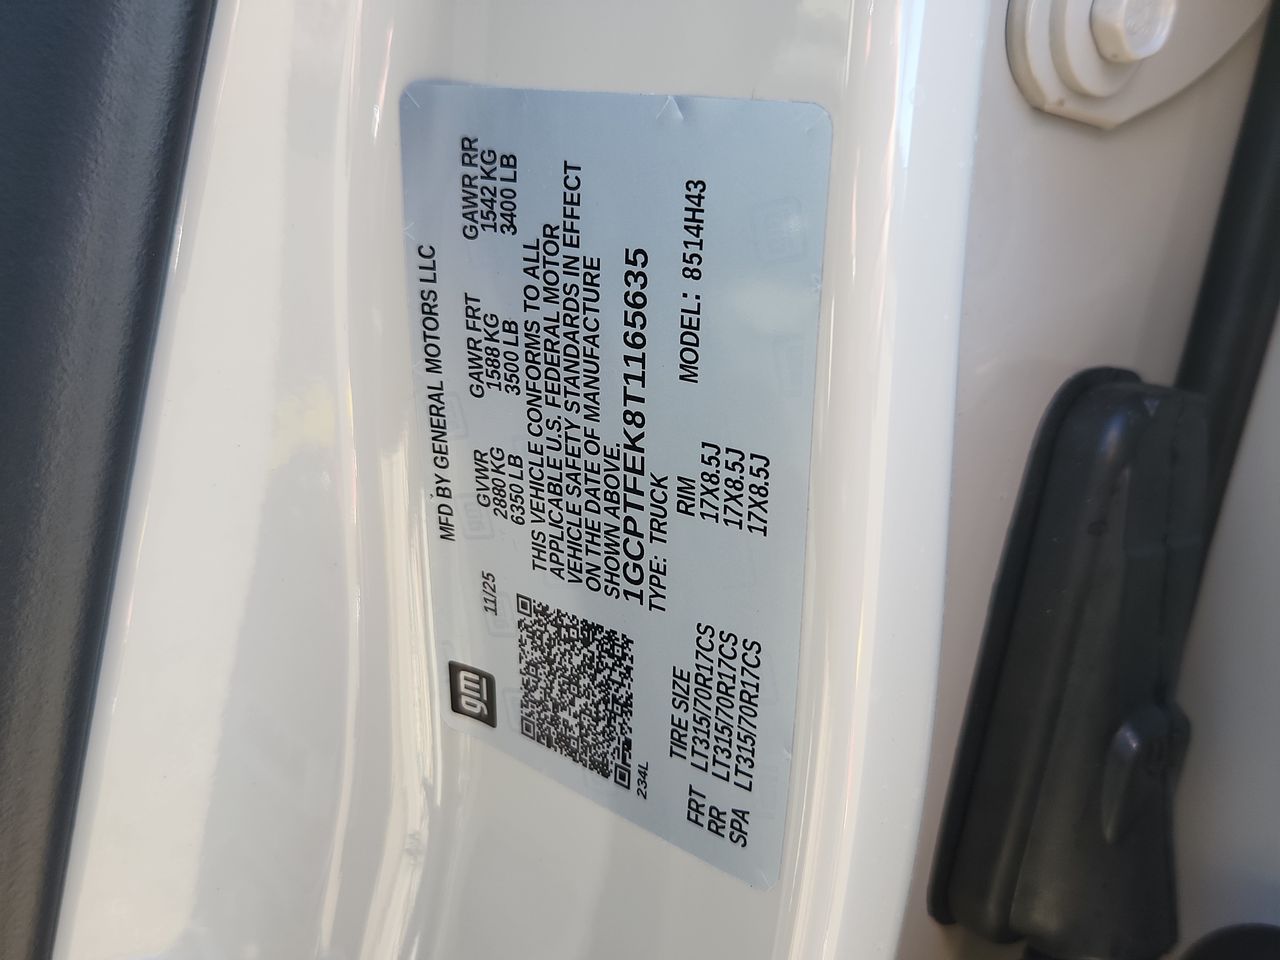 MFD BY GENERAL MOTORS LLC
gm
11/25
GVWR GAWR FRT GAWR RR
2880 KG 1588 KG 1542 KG
6350 LB 3500 LB 3400 LB
THIS VEHICLE CONFORMS TO ALL
APPLICABLE U.S. FEDERAL MOTOR
VEHICLE SAFETY STANDARDS IN EFFECT
ON THE DATE OF MANUFACTURE
SHOWN ABOVE.
1GCPTFEK8T1165635
TYPE: TRUCK
MODEL: 8514H43
234L
TIRE SIZE RIM
FRT LT315/70R17CS 17X8.5J
RR LT315/70R17CS 17X8.5J
SPA LT315/70R17CS 17X8.5J